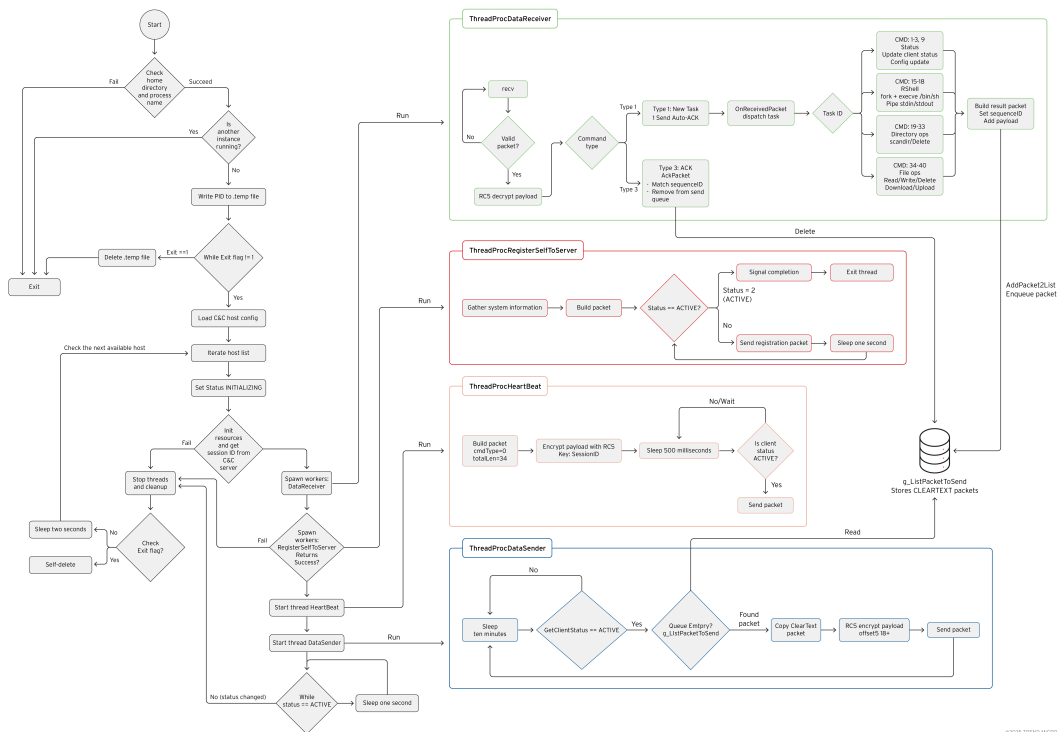 Start
Check
home
directory
and process
name
Fail
Succeed
Is
another
instance
running?
Yes
No
Write PID to .temp file
While Exit flag != 1
Exit ==1
Delete .temp file
Exit
Yes
Load C&C host config
Check the next available host
Iterate host list
Set Status INITIALIZING
Init
resources
and get
session ID from
C&C
server
Fail
Stop threads
and cleanup
Spawn workers:
DataReceiver
Sleep two seconds
No
Check
Exit flag?
Yes
Self-delete
Fail
Spawn
workers:
RegisterSelfToServer
Returns
Success?
Start thread HeartBeat
Start thread DataSender
No (status changed)
While
status == ACTIVE
Sleep one second
Run
Run
Run
Run
ThreadProcDataReceiver
recv
No
Valid
packet?
Yes
RC5 decrypt payload
Command
type
Type 1
Type 1: New Task
! Send Auto-ACK
Type 3
Type 3: ACK
AckPacket
- Match sequenceID
- Remove from send
queue
OnReceivedPacket
dispatch task
Task ID
CMD: 1-3, 9
Status
Update client status
Config update
CMD: 15-18
RShell
fork + execve /bin/sh
Pipe stdin/stdout
CMD: 19-33
Directory ops
scandir/Delete
CMD: 34-40
File ops
Read/Write/Delete
Download/Upload
Build result packet
Set sequenceID
Add payload
Delete
AddPacket2List
Enqueue packet
ThreadProcRegisterSelfToServer
Gather system information
Build packet
Status == ACTIVE?
Signal completion
Exit thread
Status = 2
(ACTIVE)
No
Send registration packet
Sleep one second
ThreadProcHeartBeat
No/Wait
Build packet
cmdType=0
totalLen=34
Encrypt payload with RC5
Key: SessionID
Sleep 500 milliseconds
Is client
status
ACTIVE?
Yes
Send packet
g_ListPacketToSend
Stores CLEARTEXT packets
Read
ThreadProcDataSender
No
Sleep
ten minutes
GetClientStatus == ACTIVE
Yes
Queue Emtpry?
g_LIstPacketToSend
Found
packet
Copy ClearText
packet
RC5 encrypt payload
offset5 18+
Send packet